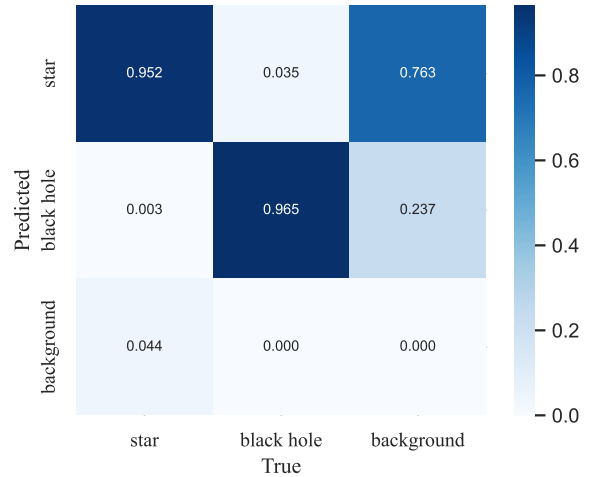 star
0.952 0.035 0.763
Predicted
black hole
0.003 0.965 0.237
background
0.044 0.000 0.000
star black hole background
True
0.8
0.6
0.4
0.2
0.0